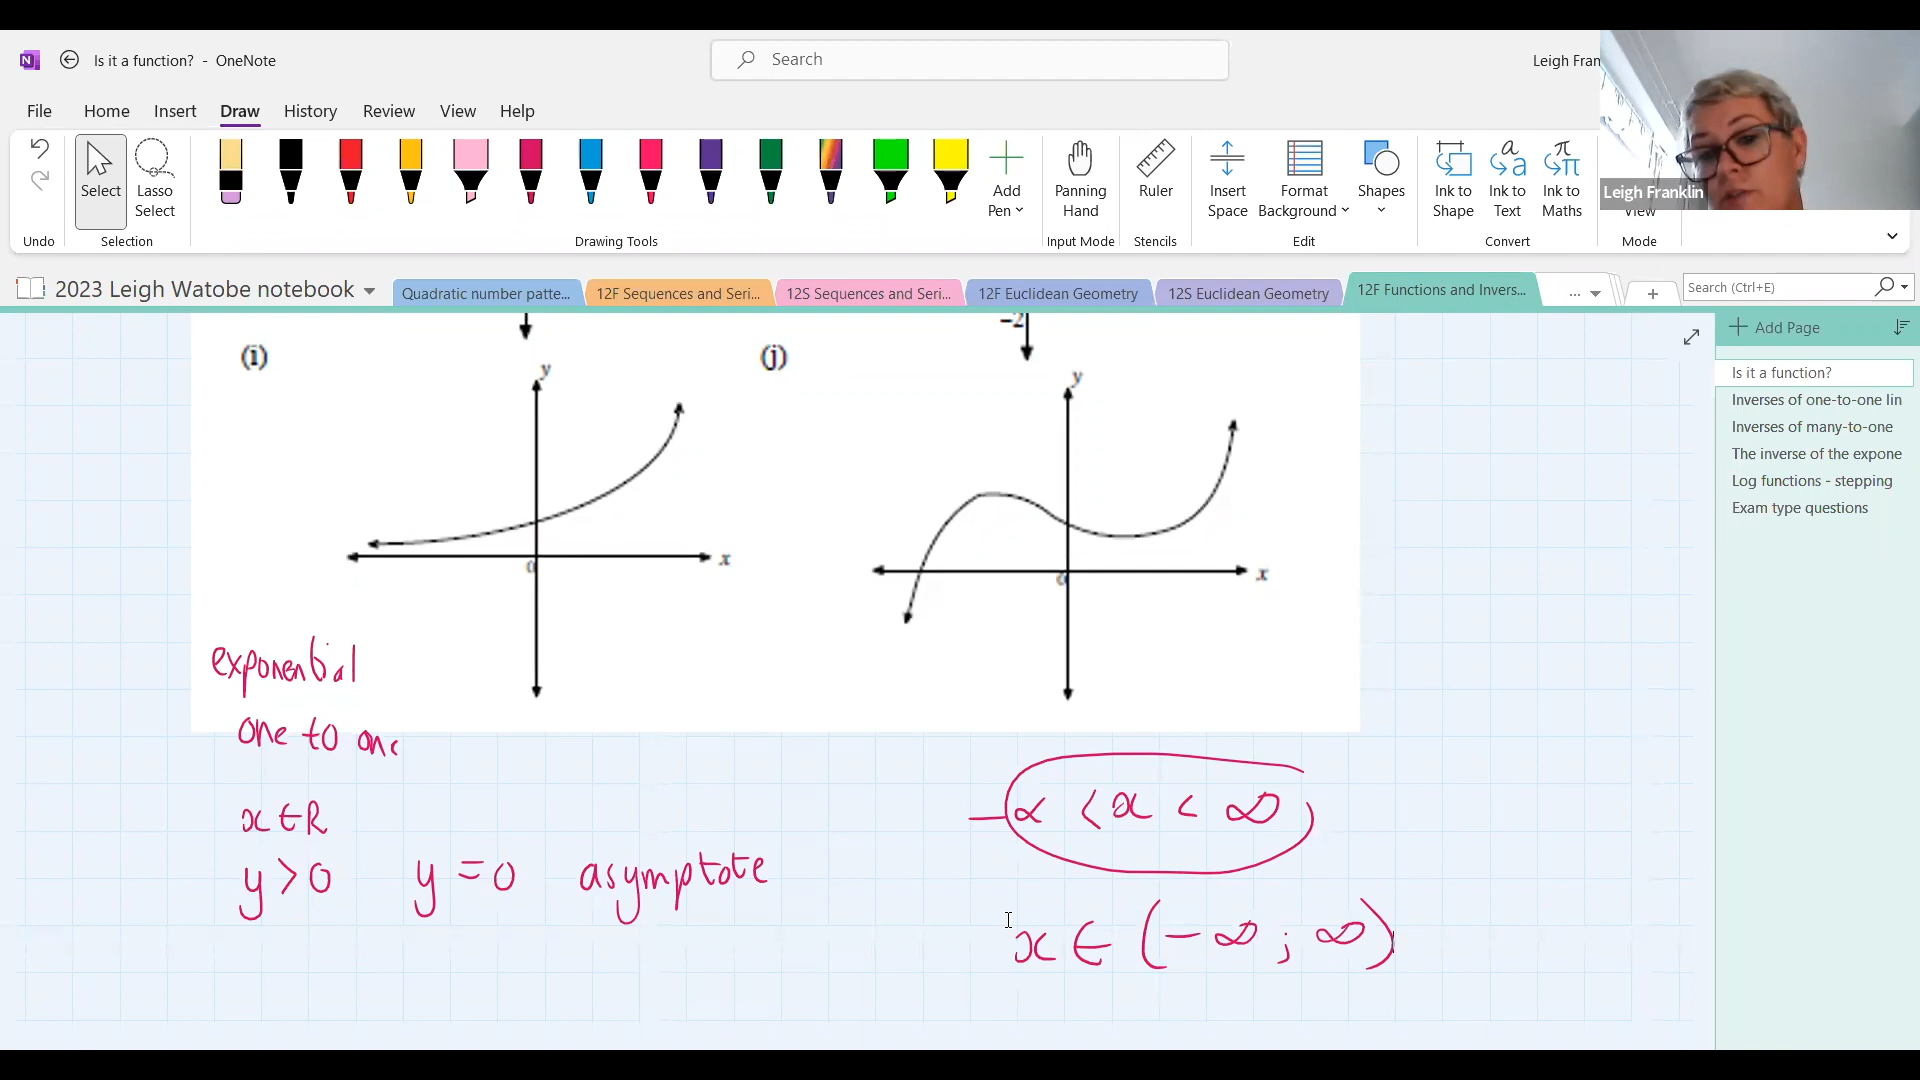 Is it a function? - OneNote
Search
Leigh Fran
File Home Insert Draw History Review View Help
Select
Lasso Select
Add Pen
Panning Hand
Ruler
Insert Space
Format Background
Shapes
Ink to Shape
Ink to Text
Ink to Maths
View
Leigh Franklin
Undo Selection Drawing Tools Input Mode Stencils Edit Convert Mode
2023 Leigh Watobe notebook
Quadratic number patte...
12F Sequences and Seri...
12S Sequences and Seri...
12F Euclidean Geometry
12S Euclidean Geometry
12F Functions and Invers...
...
Search (Ctrl+E)
Add Page
Is it a function?
Inverses of one-to-one lin
Inverses of many-to-one
The inverse of the expone
Log functions - stepping
Exam type questions
-2
(i)
y
x
0
(j)
y
x
0
exponential
one to one
x ∈ R
y > 0 y = 0 asymptote
-∝ < x < ∞
x ∈ (-∞ ; ∞)